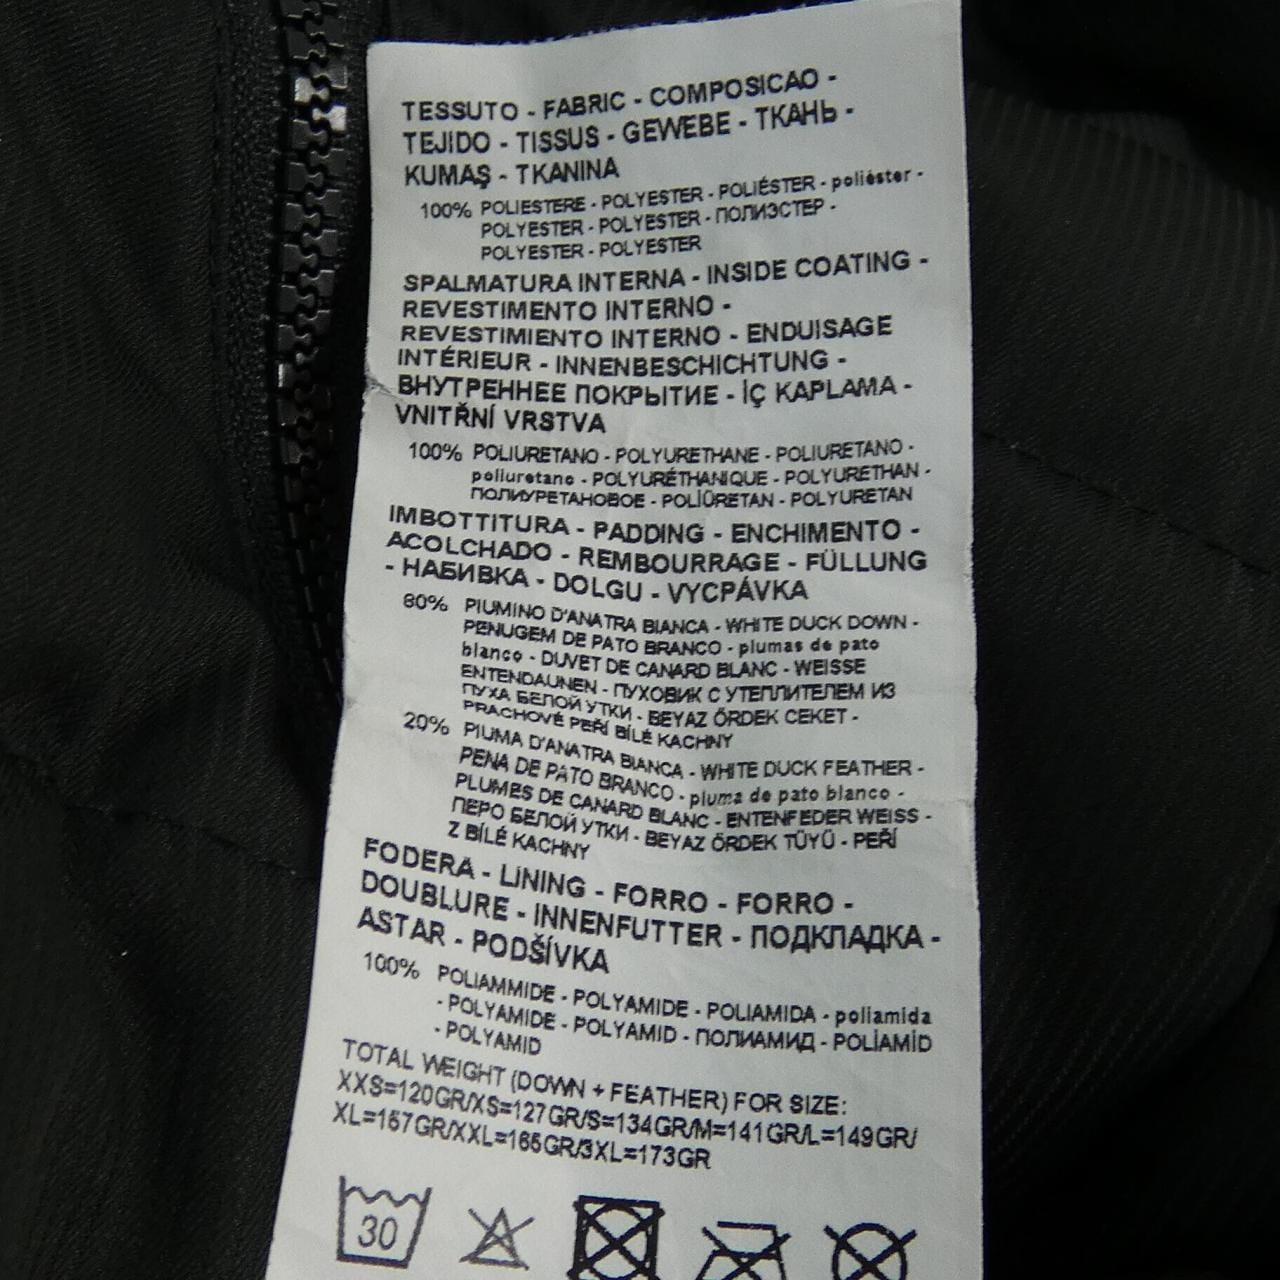 TESSUTO - FABRIC - COMPOSICAO -
TEJIDO - TISSUS - GEWEBE - ТКАНЬ -
KUMAŞ - TKANINA
100% POLIESTERE - POLYESTER - POLIÉSTER - poliéster -
POLYESTER - POLYESTER - ПОЛИЭСТЕР -
POLYESTER - POLYESTER
SPALMATURA INTERNA - INSIDE COATING -
REVESTIMENTO INTERNO -
REVESTIMIENTO INTERNO - ENDUISAGE
INTÉRIEUR - INNENBESCHICHTUNG -
ВНУТРЕННЕЕ ПОКРЫТИЕ - İÇ KAPLAMA -
VNITŘNÍ VRSTVA
100% POLIURETANO - POLYURETHANE - POLIURETANO -
poliuretano - POLYURÉTHANIQUE - POLYURETHAN -
ПОЛИУРЕТАНОВОЕ - POLİÜRETAN - POLYURETAN
IMBOTTITURA - PADDING - ENCHIMENTO -
ACOLCHADO - REMBOURRAGE - FÜLLUNG
- НАБИВКА - DOLGU - VYCPÁVKA
80% PIUMINO D'ANATRA BIANCA - WHITE DUCK DOWN -
PENUGEM DE PATO BRANCO - plumas de pato
blanco - DUVET DE CANARD BLANC - WEISSE
ENTENDAUNEN - ПУХОВИК С УТЕПЛИТЕЛЕМ ИЗ
ПУХА БЕЛОЙ УТКИ - BEYAZ ÖRDEK CEKET -
PRACHOVÉ PEŘÍ BÍLÉ KACHNY
20% PIUMA D'ANATRA BIANCA - WHITE DUCK FEATHER -
PENA DE PATO BRANCO - pluma de pato blanco -
PLUMES DE CANARD BLANC - ENTENFEDER WEISS -
ПЕРО БЕЛОЙ УТКИ - BEYAZ ÖRDEK TÜYÜ - PEŘÍ
Z BÍLÉ KACHNY
FODERA - LINING - FORRO - FORRO -
DOUBLURE - INNENFUTTER - ПОДКЛАДКА -
ASTAR - PODŠÍVKA
100% POLIAMMIDE - POLYAMIDE - POLIAMIDA - poliamida
- POLYAMIDE - POLYAMID - ПОЛИАМИД - POLİAMİD
- POLYAMID
TOTAL WEIGHT (DOWN + FEATHER) FOR SIZE:
XXS=120GR/XS=127GR/S=134GR/M=141GR/L=149GR/
XL=157GR/XXL=165GR/3XL=173GR
30